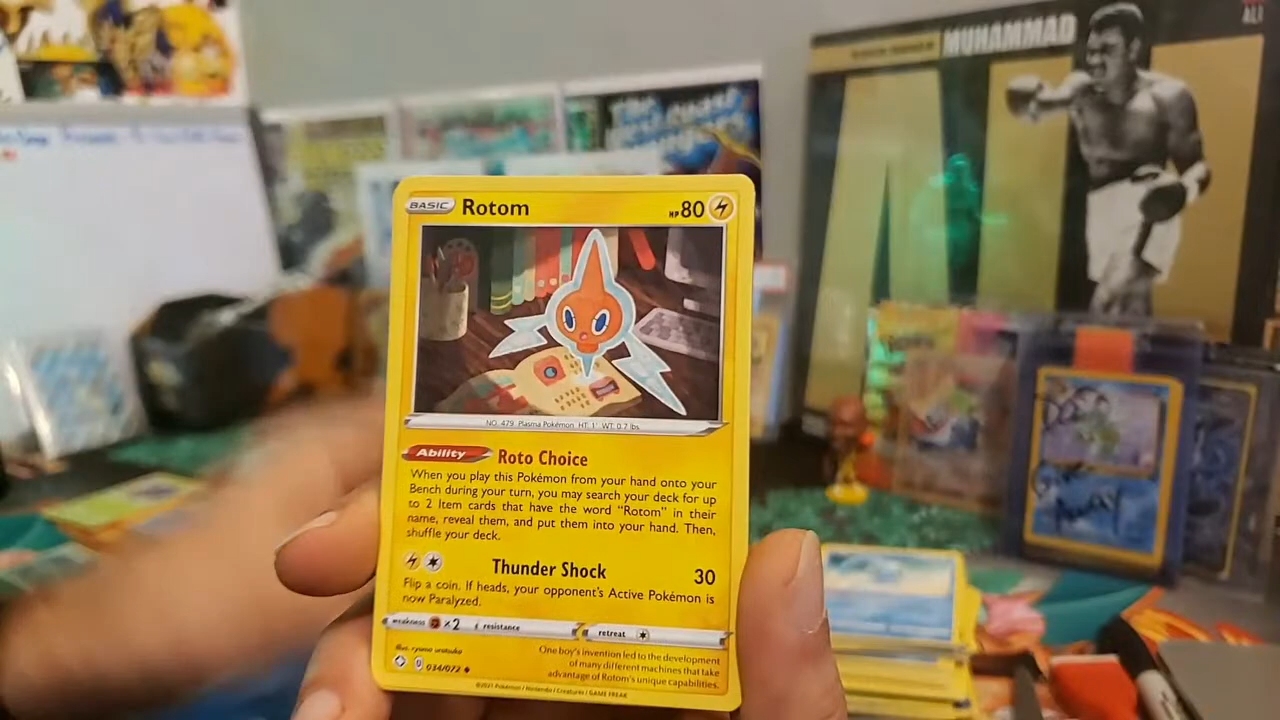 MUHAMMAD
ALI
BASIC Rotom HP 80
NO. 479 Plasma Pokémon HT: 1' WT: 0.7 lbs
Ability Roto Choice
When you play this Pokémon from your hand onto your
Bench during your turn, you may search your deck for up
to 2 Item cards that have the word “Rotom” in their
name, reveal them, and put them into your hand. Then,
shuffle your deck.
Thunder Shock 30
Flip a coin. If heads, your opponent's Active Pokémon is
now Paralyzed.
weakness ×2 resistance retreat
Illus. ryuma uratsuka
034/072
One boy's invention led to the development
of many different machines that take
advantage of Rotom's unique capabilities.
©2021 Pokémon / Nintendo / Creatures / GAME FREAK
Away